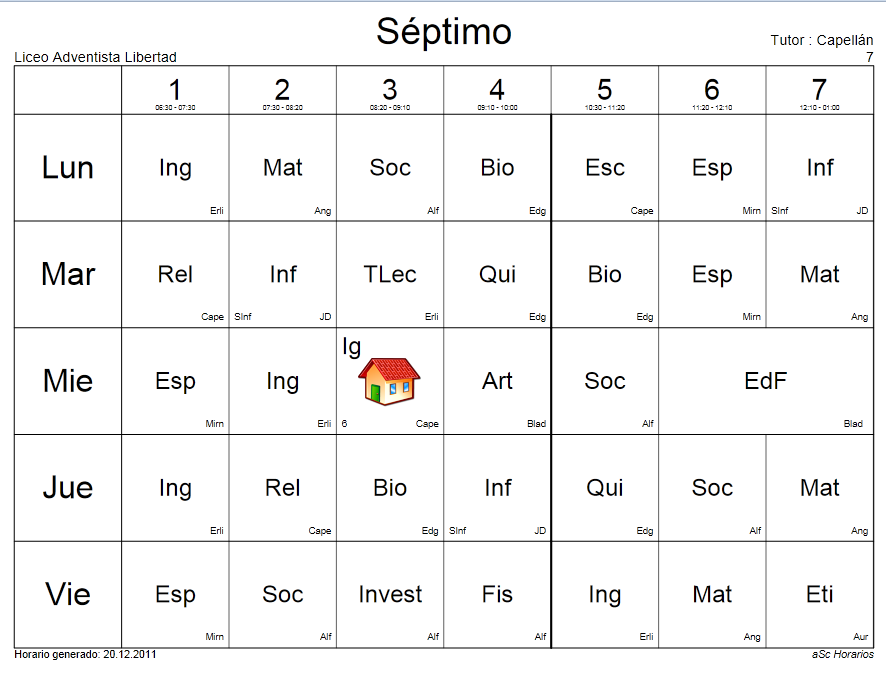 Séptimo
Tutor : Capellán
Liceo Adventista Libertad 7
1 2 3 4 5 6 7
06:30 - 07:30 07:30 - 08:20 08:20 - 09:10 09:10 - 10:00 10:30 - 11:20 11:20 - 12:10 12:10 - 01:00
Lun Ing Mat Soc Bio Esc Esp Inf
Erli Ang Alf Edg Cape Mirn SInf JD
Mar Rel Inf TLec Qui Bio Esp Mat
Cape SInf JD Erli Edg Edg Mirn Ang
Ig
Mie Esp Ing Art Soc EdF
Mirn Erli 6 Cape Blad Alf Blad
Jue Ing Rel Bio Inf Qui Soc Mat
Erli Cape Edg SInf JD Edg Alf Ang
Vie Esp Soc Invest Fis Ing Mat Eti
Mirn Alf Alf Alf Erli Ang Aur
Horario generado: 20.12.2011 aSc Horarios